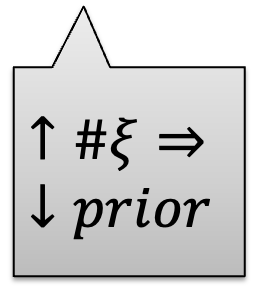 ↑ #ξ ⇒
↓ prior